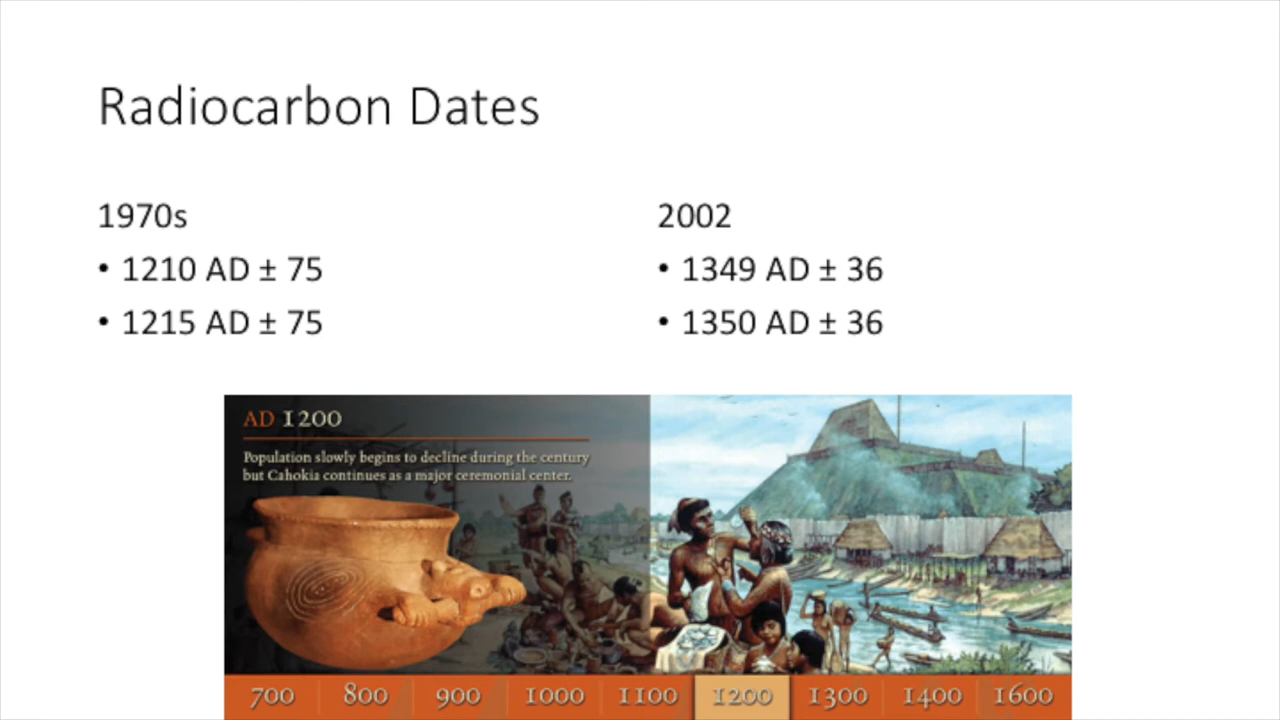 Radiocarbon Dates
1970s
• 1210 AD ± 75
• 1215 AD ± 75
2002
• 1349 AD ± 36
• 1350 AD ± 36
AD 1200
Population slowly begins to decline during the century
but Cahokia continues as a major ceremonial center.
700 800 900 1000 1100 1200 1300 1400 1600